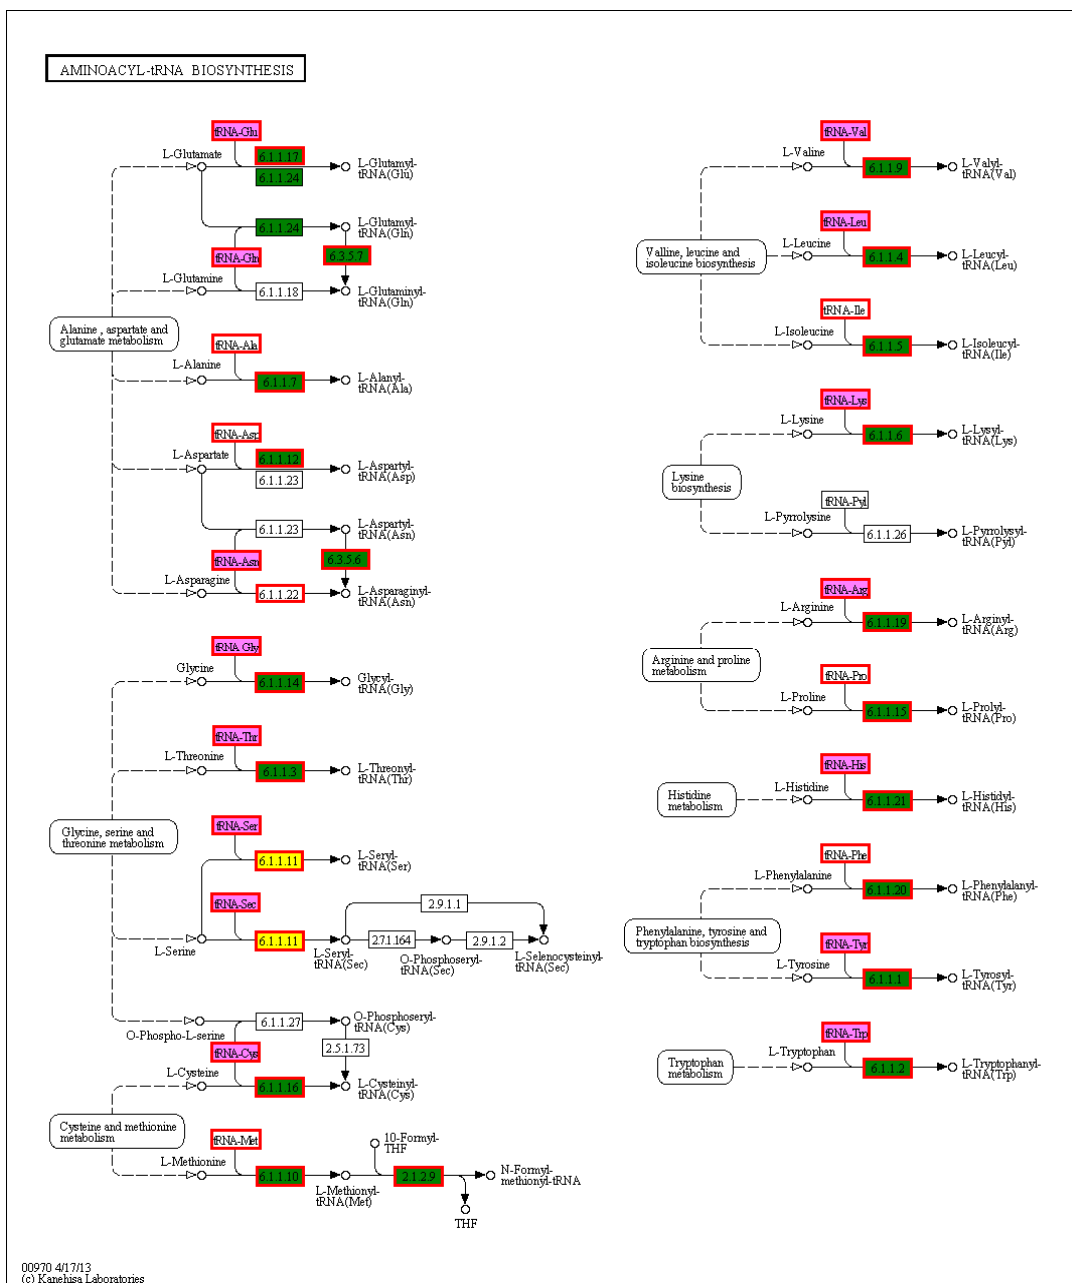 AMINOACYL-tRNA BIOSYNTHESIS
tRNA-Glu
L-Glutamate
6.1.1.17
6.1.1.24
L-Glutamyl-
tRNA(Glu)
6.1.1.24
L-Glutamyl-
tRNA(Gln)
tRNA-Gln
6.3.5.7
L-Glutamine
6.1.1.18
L-Glutaminyl-
tRNA(Gln)
Alanine , aspartate and
glutamate metabolism
tRNA-Ala
L-Alanine
6.1.1.7
L-Alanyl-
tRNA(Ala)
tRNA-Asp
L-Aspartate
6.1.1.12
6.1.1.23
L-Aspartyl-
tRNA(Asp)
6.1.1.23
L-Aspartyl-
tRNA(Asn)
tRNA-Asn
6.3.5.6
L-Asparagine
6.1.1.22
L-Asparaginyl-
tRNA(Asn)
tRNA-Gly
Glycine
6.1.1.14
Glycyl-
tRNA(Gly)
tRNA-Thr
L-Threonine
6.1.1.3
L-Threonyl-
tRNA(Thr)
Glycine, serine and
threonine metabolism
tRNA-Ser
6.1.1.11
L-Seryl-
tRNA(Ser)
tRNA-Sec
L-Serine
6.1.1.11
L-Seryl-
tRNA(Sec)
2.9.1.1
2.7.1.164
O-Phosphoseryl-
tRNA(Sec)
2.9.1.2
L-Selenocysteinyl-
tRNA(Sec)
O-Phospho-L-serine
6.1.1.27
O-Phosphoseryl-
tRNA(Cys)
tRNA-Cys
2.5.1.73
L-Cysteine
6.1.1.16
L-Cysteinyl-
tRNA(Cys)
Cysteine and methionine
metabolism
tRNA-Met
L-Methionine
6.1.1.10
L-Methionyl-
tRNA(Met)
10-Formyl-
THF
2.1.2.9
N-Formyl-
methionyl-tRNA
THF
tRNA-Val
L-Valine
6.1.1.9
L-Valyl-
tRNA(Val)
tRNA-Leu
Valline, leucine and
isoleucine biosynthesis
L-Leucine
6.1.1.4
L-Leucyl-
tRNA(Leu)
tRNA-Ile
L-Isoleucine
6.1.1.5
L-Isoleucyl-
tRNA(Ile)
tRNA-Lys
L-Lysine
6.1.1.6
L-Lysyl-
tRNA(Lys)
Lysine
biosynthesis
tRNA-Pyl
L-Pyrrolysine
6.1.1.26
L-Pyrrolysyl-
tRNA(Pyl)
tRNA-Arg
L-Arginine
6.1.1.19
L-Arginyl-
tRNA(Arg)
Arginine and proline
metabolism
tRNA-Pro
L-Proline
6.1.1.15
L-Prolyl-
tRNA(Pro)
tRNA-His
Histidine
metabolism
L-Histidine
6.1.1.21
L-Histidyl-
tRNA(His)
tRNA-Phe
L-Phenylalanine
6.1.1.20
L-Phenylalanyl-
tRNA(Phe)
Phenylalanine, tyrosine and
tryptophan biosynthesis
tRNA-Tyr
L-Tyrosine
6.1.1.1
L-Tyrosyl-
tRNA(Tyr)
tRNA-Trp
Tryptophan
metabolism
L-Tryptophan
6.1.1.2
L-Tryptophanyl-
tRNA(Trp)
00970 4/17/13
(c) Kanehisa Laboratories